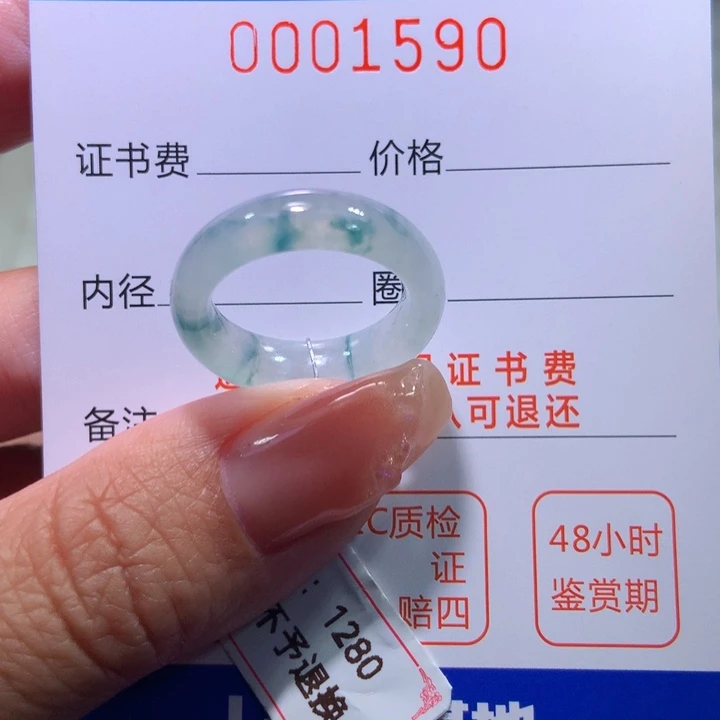 0001590
证书费 价格
内径 圈
备注
证书费
可退还
C质检
证
赔四
48小时
鉴赏期
: 1280
不予退换